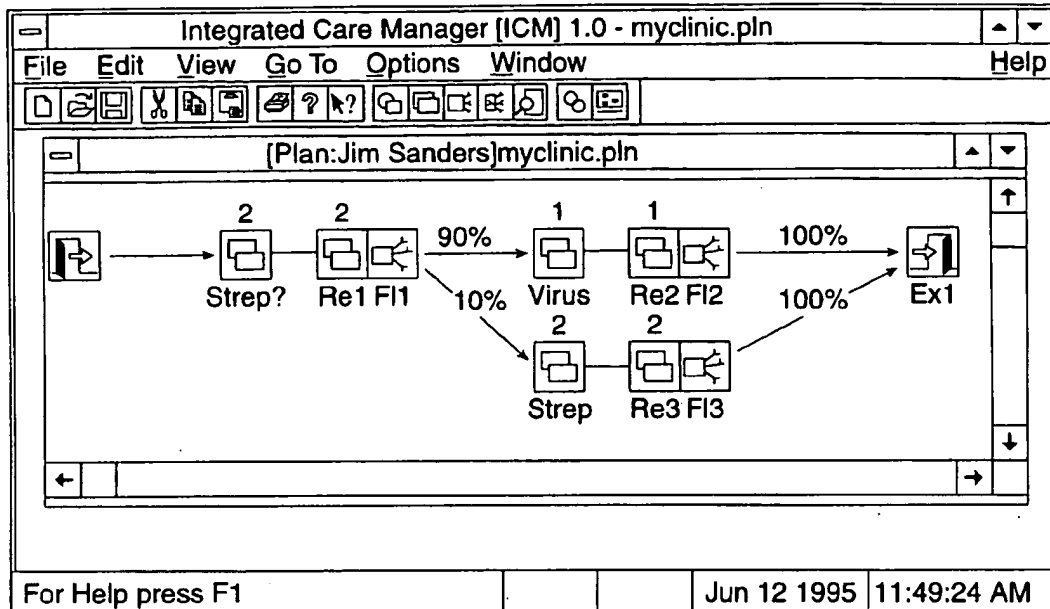 Integrated Care Manager [ICM] 1.0 - myclinic.pln
File Edit View Go To Options Window Help
? ?
[Plan:Jim Sanders]myclinic.pln
2 2 1 1
90% 100%
Strep? Re1 Fl1 10% Virus Re2 Fl2 100% Ex1
2 2
Strep Re3 Fl3
For Help press F1 Jun 12 1995 11:49:24 AM